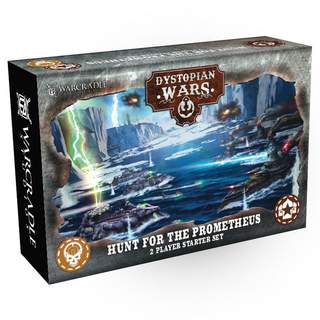 WARCRADLE
DYSTOPIAN
WARS
HUNT FOR THE PROMETHEUS
2 PLAYER STARTER SET
WARCRADLE